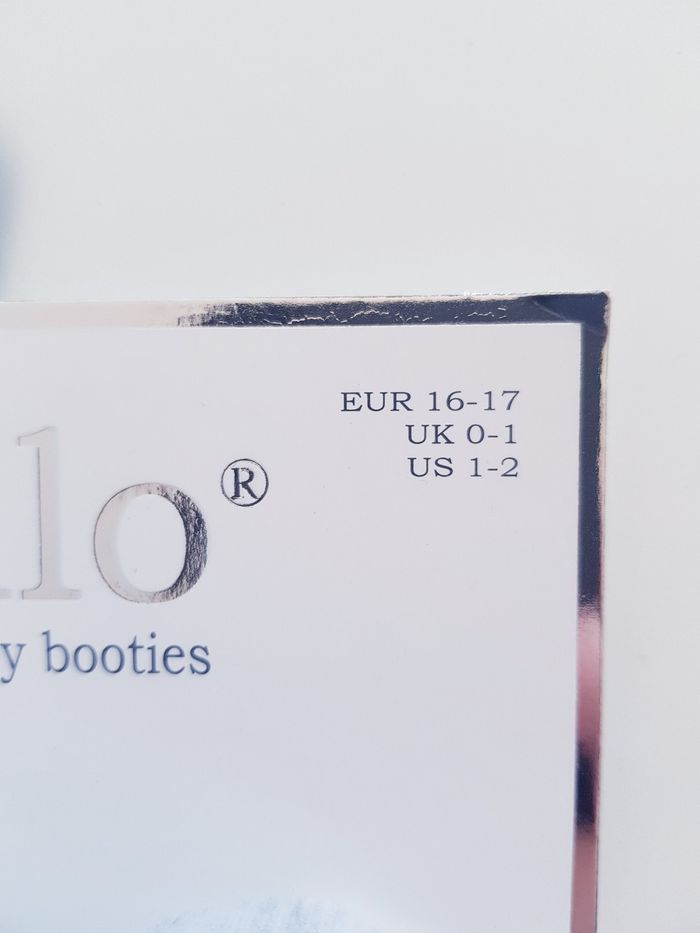 EUR 16-17
UK 0-1
US 1-2
lo®
y booties